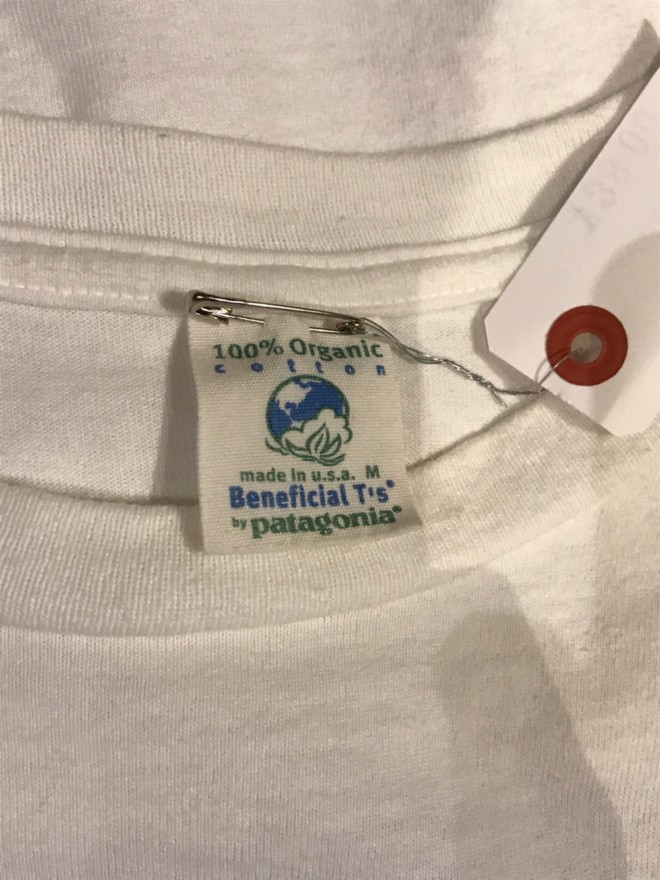 100% Organic
cotton
made in u.s.a. M
Beneficial T's®
by patagonia®